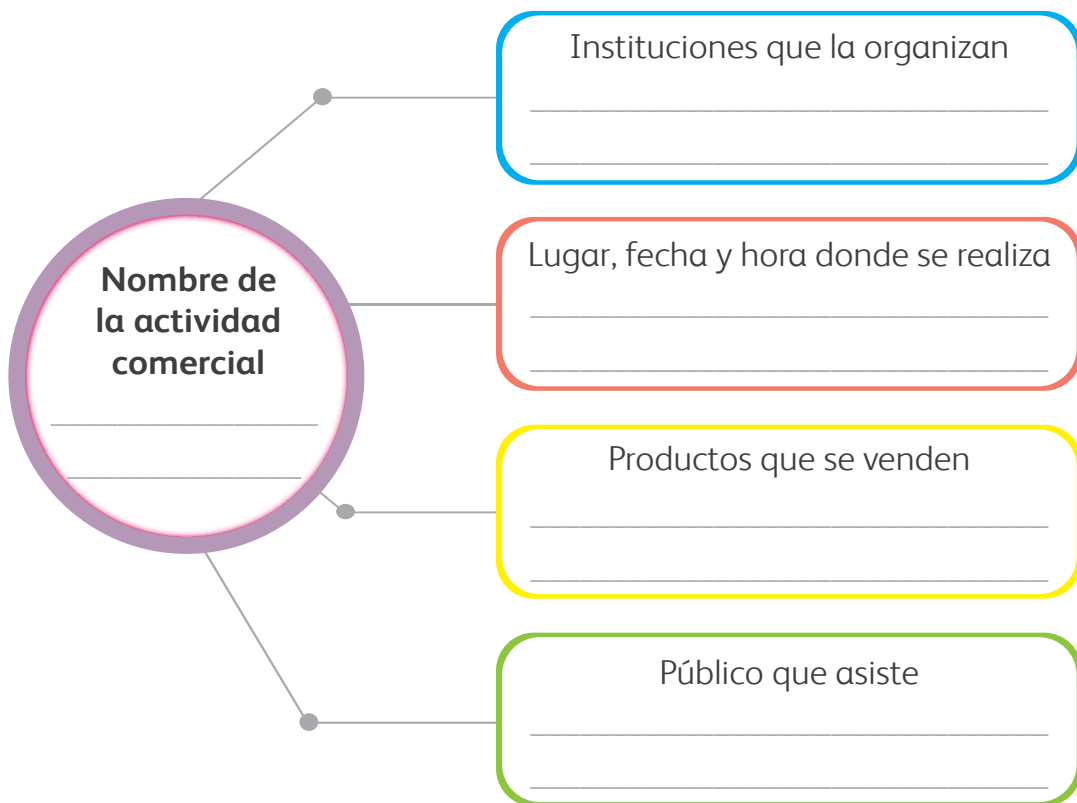 Instituciones que la organizan
Nombre de
la actividad
comercial
Lugar, fecha y hora donde se realiza
Productos que se venden
Público que asiste